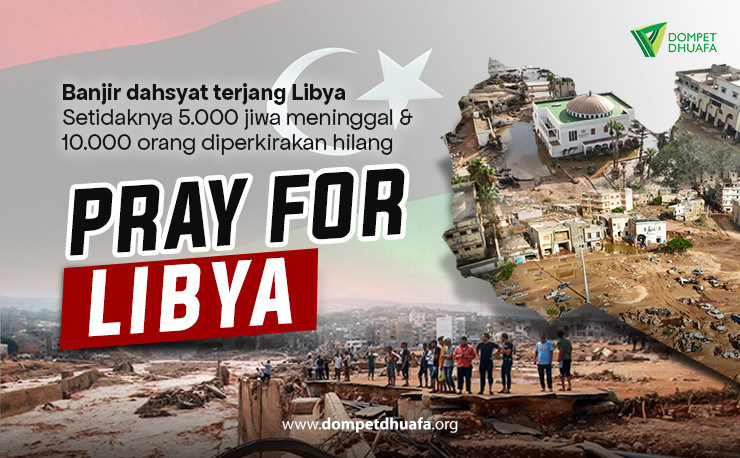 DOMPET
DHUAFA
Banjir dahsyat terjang Libya
Setidaknya 5.000 jiwa meninggal &
10.000 orang diperkirakan hilang
PRAY FOR
LIBYA
www.dompetdhuafa.org